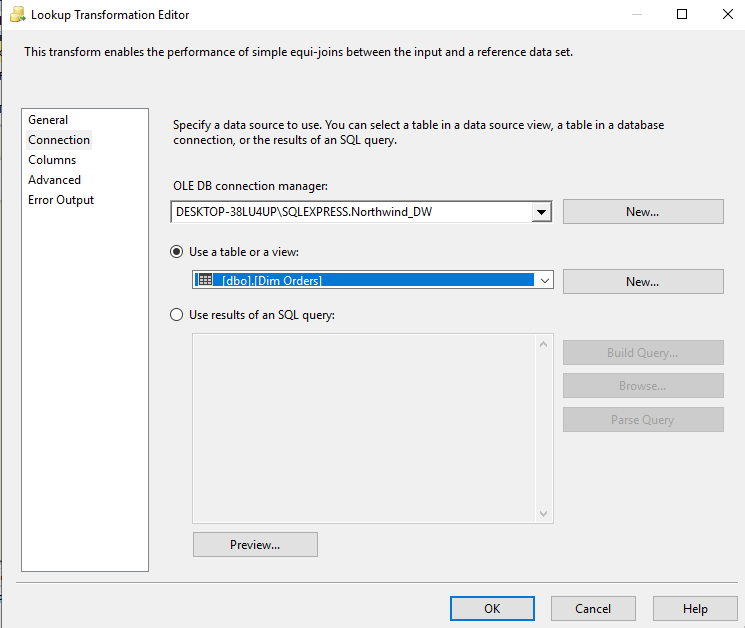 Lookup Transformation Editor
This transform enables the performance of simple equi-joins between the input and a reference data set.
General
Connection
Columns
Advanced
Error Output
Specify a data source to use. You can select a table in a data source view, a table in a database
connection, or the results of an SQL query.
OLE DB connection manager:
DESKTOP-38LU4UP\SQLEXPRESS.Northwind_DW
New...
Use a table or a view:
[dbo].[Dim Orders]
New...
Use results of an SQL query:
Build Query...
Browse...
Parse Query
Preview...
OK
Cancel
Help